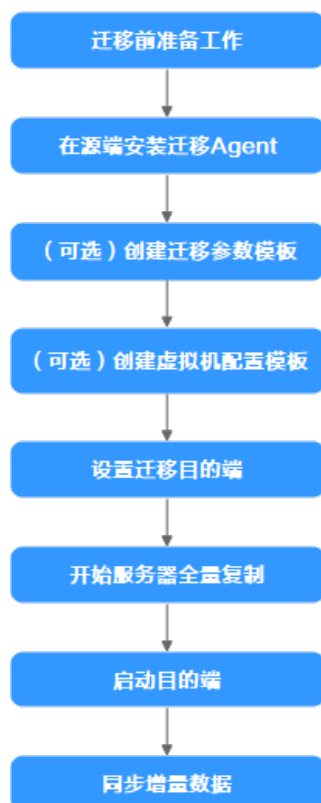 迁移前准备工作
在源端安装迁移Agent
（可选）创建迁移参数模板
（可选）创建虚拟机配置模板
设置迁移目的端
开始服务器全量复制
启动目的端
同步增量数据